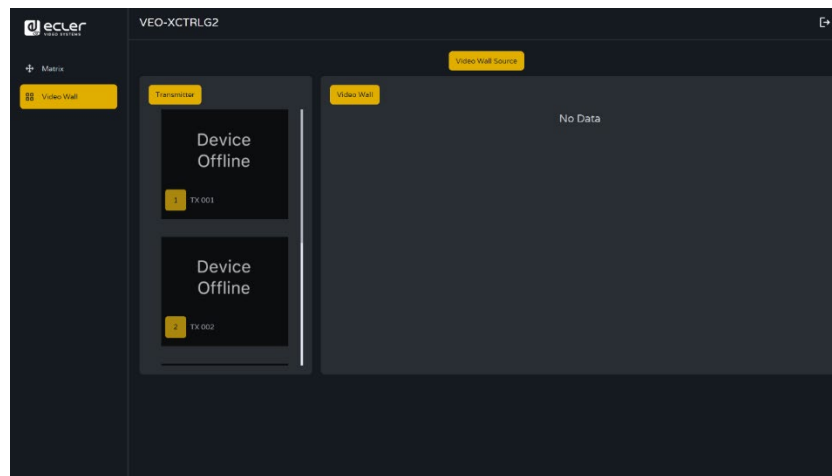 ecler
VIDEO SYSTEMS
VEO-XCTRLG2
Matrix
Video Wall
Video Wall Source
Transmitter
Device
Offline
1 TX 001
Device
Offline
2 TX 002
Video Wall
No Data